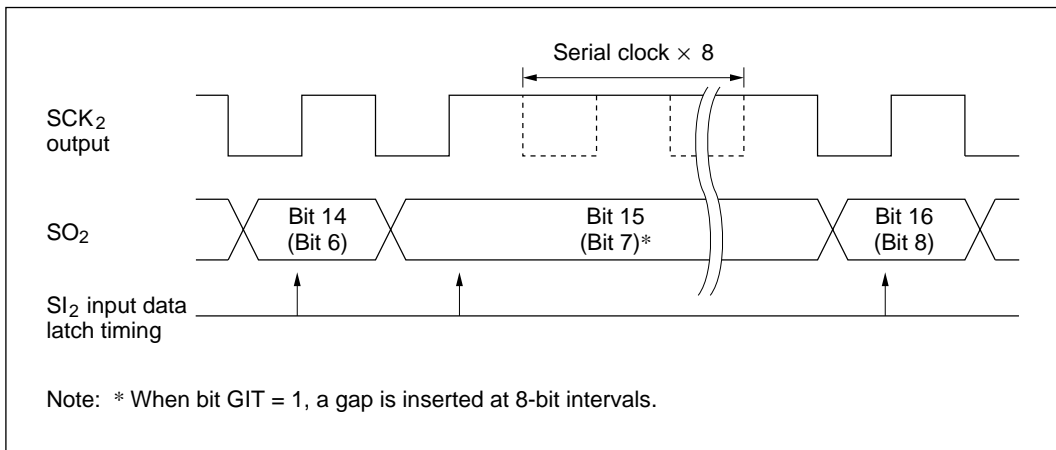 Serial clock × 8
SCK2
output
SO2
Bit 14
(Bit 6)
Bit 15
(Bit 7)*
Bit 16
(Bit 8)
SI2 input data
latch timing
Note: * When bit GIT = 1, a gap is inserted at 8-bit intervals.